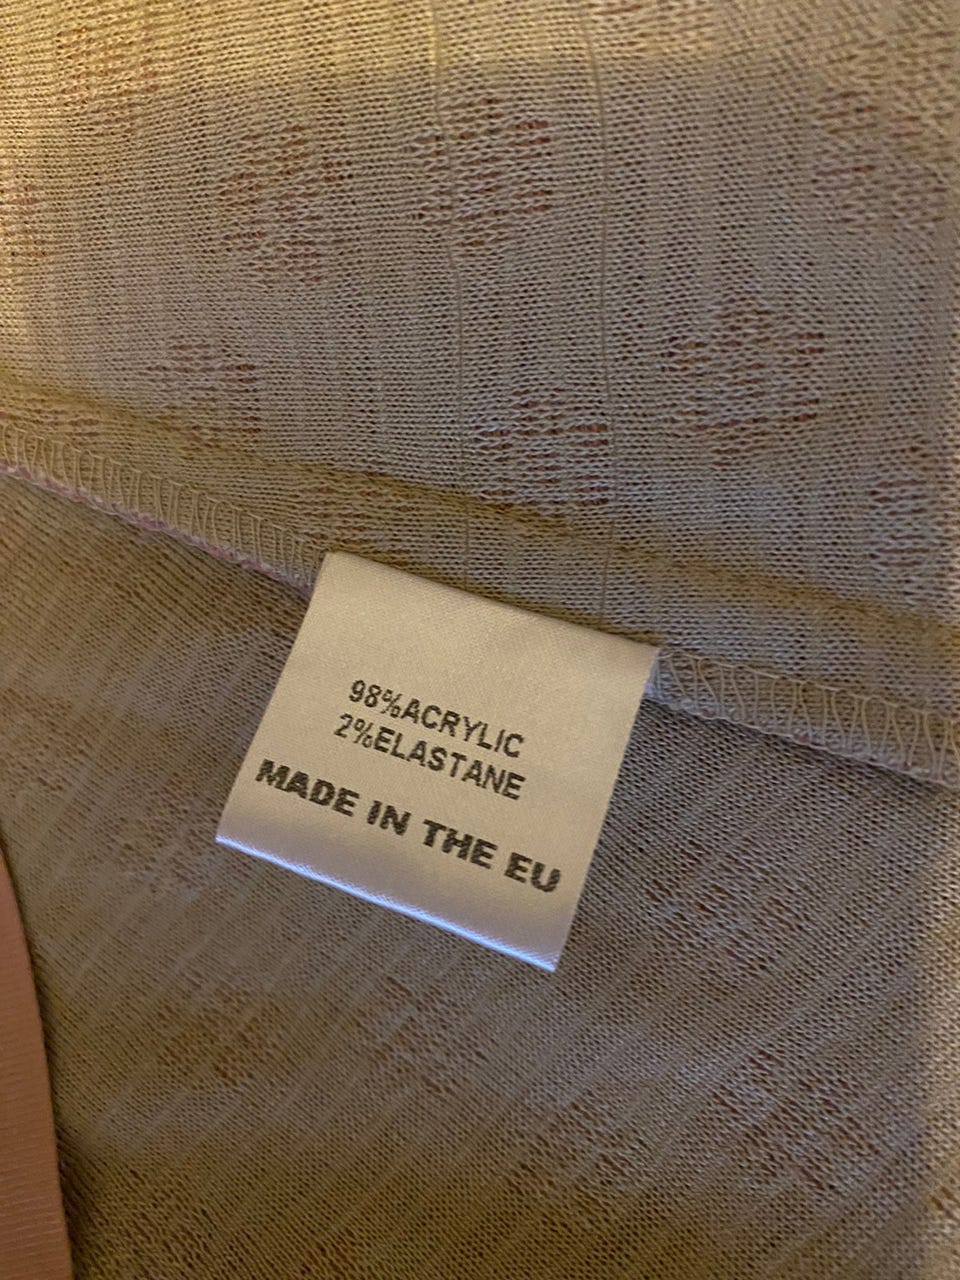 98%ACRYLIC
2%ELASTANE
MADE IN THE EU